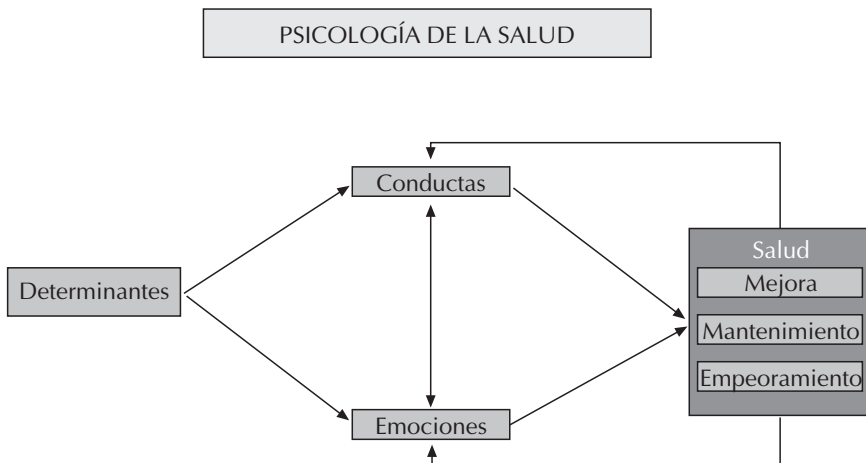 PSICOLOGÍA DE LA SALUD
Conductas
Determinantes
Salud
Mejora
Mantenimiento
Empeoramiento
Emociones